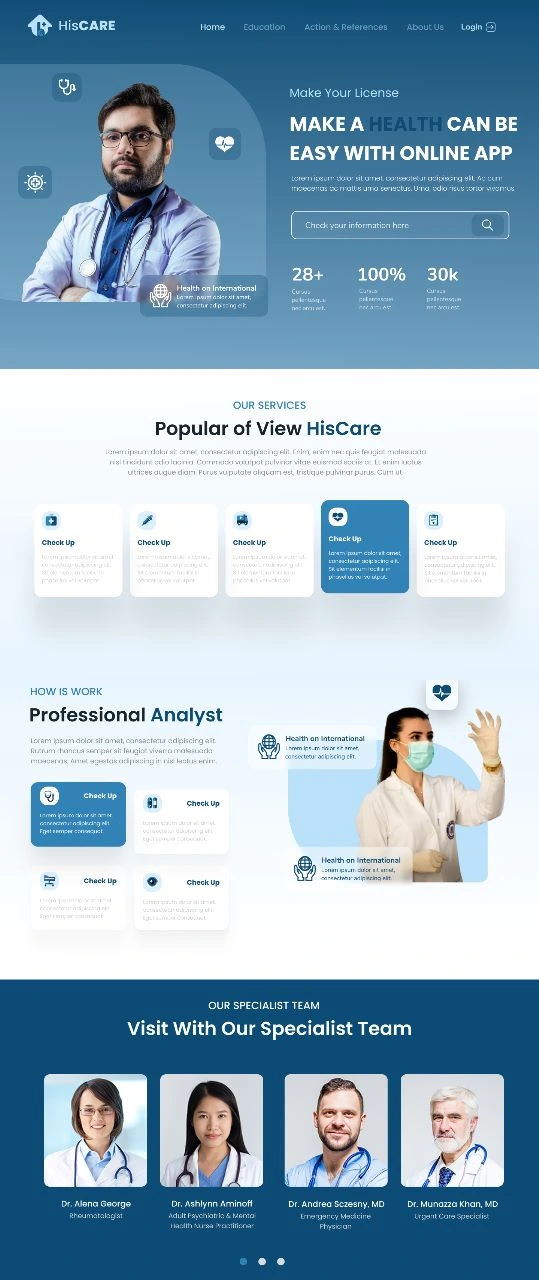 HisCARE
Home Education Action & References About Us Login
Make Your License
MAKE A HEALTH CAN BE
EASY WITH ONLINE APP
Lorem ipsum dolor sit amet, consectetur adipiscing elit. Ac cum
maecenas ac mattis urna senectus. Urna, odio risus tortor vivamus
Check your information here
28+
Cursus
pellentesque
nec arcu est.
100%
Cursus
pellentesque
nec arcu est.
30k
Cursus
pellentesque
nec arcu est.
Health on International
Lorem ipsum dolor sit amet,
consectetur adipiscing elit.
OUR SERVICES
Popular of View HisCare
Lorem ipsum dolor sit amet, consectetur adipiscing elit. Enim, enim nec quis feugiat malesuada
nisl tincidunt odio lacinia. Commodo volutpat pulvinar vitae euismod sociis at. Et enim luctus
ultrices augue diam. Purus vulputate aliquam est, tristique pulvinar purus. Cum ut.
Check Up
Lorem ipsum dolor sit amet,
consectetur adipiscing elit.
Sit elementum facilisi in
phasellus vel volutpat.
Check Up
Lorem ipsum dolor sit amet,
consectetur adipiscing elit.
Sit elementum facilisi in
phasellus vel volutpat.
Check Up
Lorem ipsum dolor sit amet,
consectetur adipiscing elit.
Sit elementum facilisi in
phasellus vel volutpat.
Check Up
Lorem ipsum dolor sit amet,
consectetur adipiscing elit.
Sit elementum facilisi in
phasellus vel volutpat.
Check Up
Lorem ipsum dolor sit amet,
consectetur adipiscing elit.
Sit elementum facilisi in
phasellus vel volutpat.
HOW IS WORK
Professional Analyst
Lorem ipsum dolor sit amet, consectetur adipiscing elit.
Rutrum rhoncus semper sit feugiat viverra malesuada
maecenas. Amet egestas adipiscing in nisl lectus enim.
Check Up
Lorem ipsum dolor sit amet,
consectetur adipiscing elit.
Eget semper consequat.
Check Up
Lorem ipsum dolor sit amet,
consectetur adipiscing elit.
Eget semper consequat.
Check Up
Lorem ipsum dolor sit amet,
consectetur adipiscing elit.
Eget semper consequat.
Check Up
Lorem ipsum dolor sit amet,
consectetur adipiscing elit.
Eget semper consequat.
Health on International
Lorem ipsum dolor sit amet,
consectetur adipiscing elit.
Health on International
Lorem ipsum dolor sit amet,
consectetur adipiscing elit.
OUR SPECIALIST TEAM
Visit With Our Specialist Team
Dr. Alena George
Rheumatologist
Dr. Ashlynn Aminoff
Adult Psychiatric & Mental
Health Nurse Practitioner
Dr. Andrea Sczesny, MD
Emergency Medicine
Physician
Dr. Munazza Khan, MD
Urgent Care Specialist